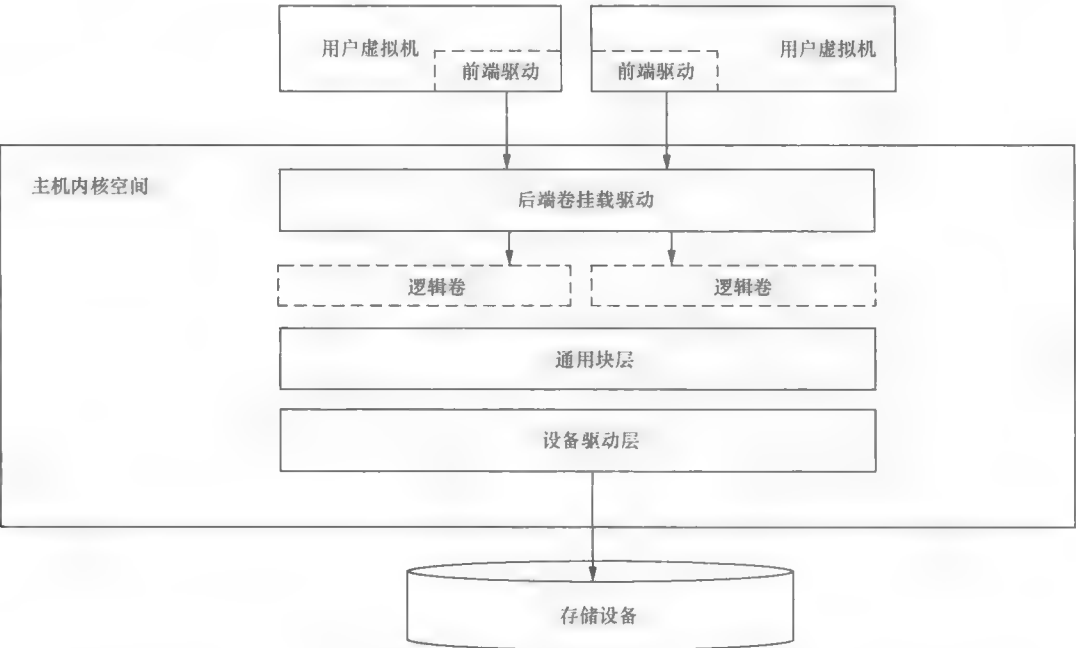 用户虚拟机
前端驱动
前端驱动
用户虚拟机
主机内核空间
后端卷挂载驱动
逻辑卷
逻辑卷
通用块层
设备驱动层
存储设备